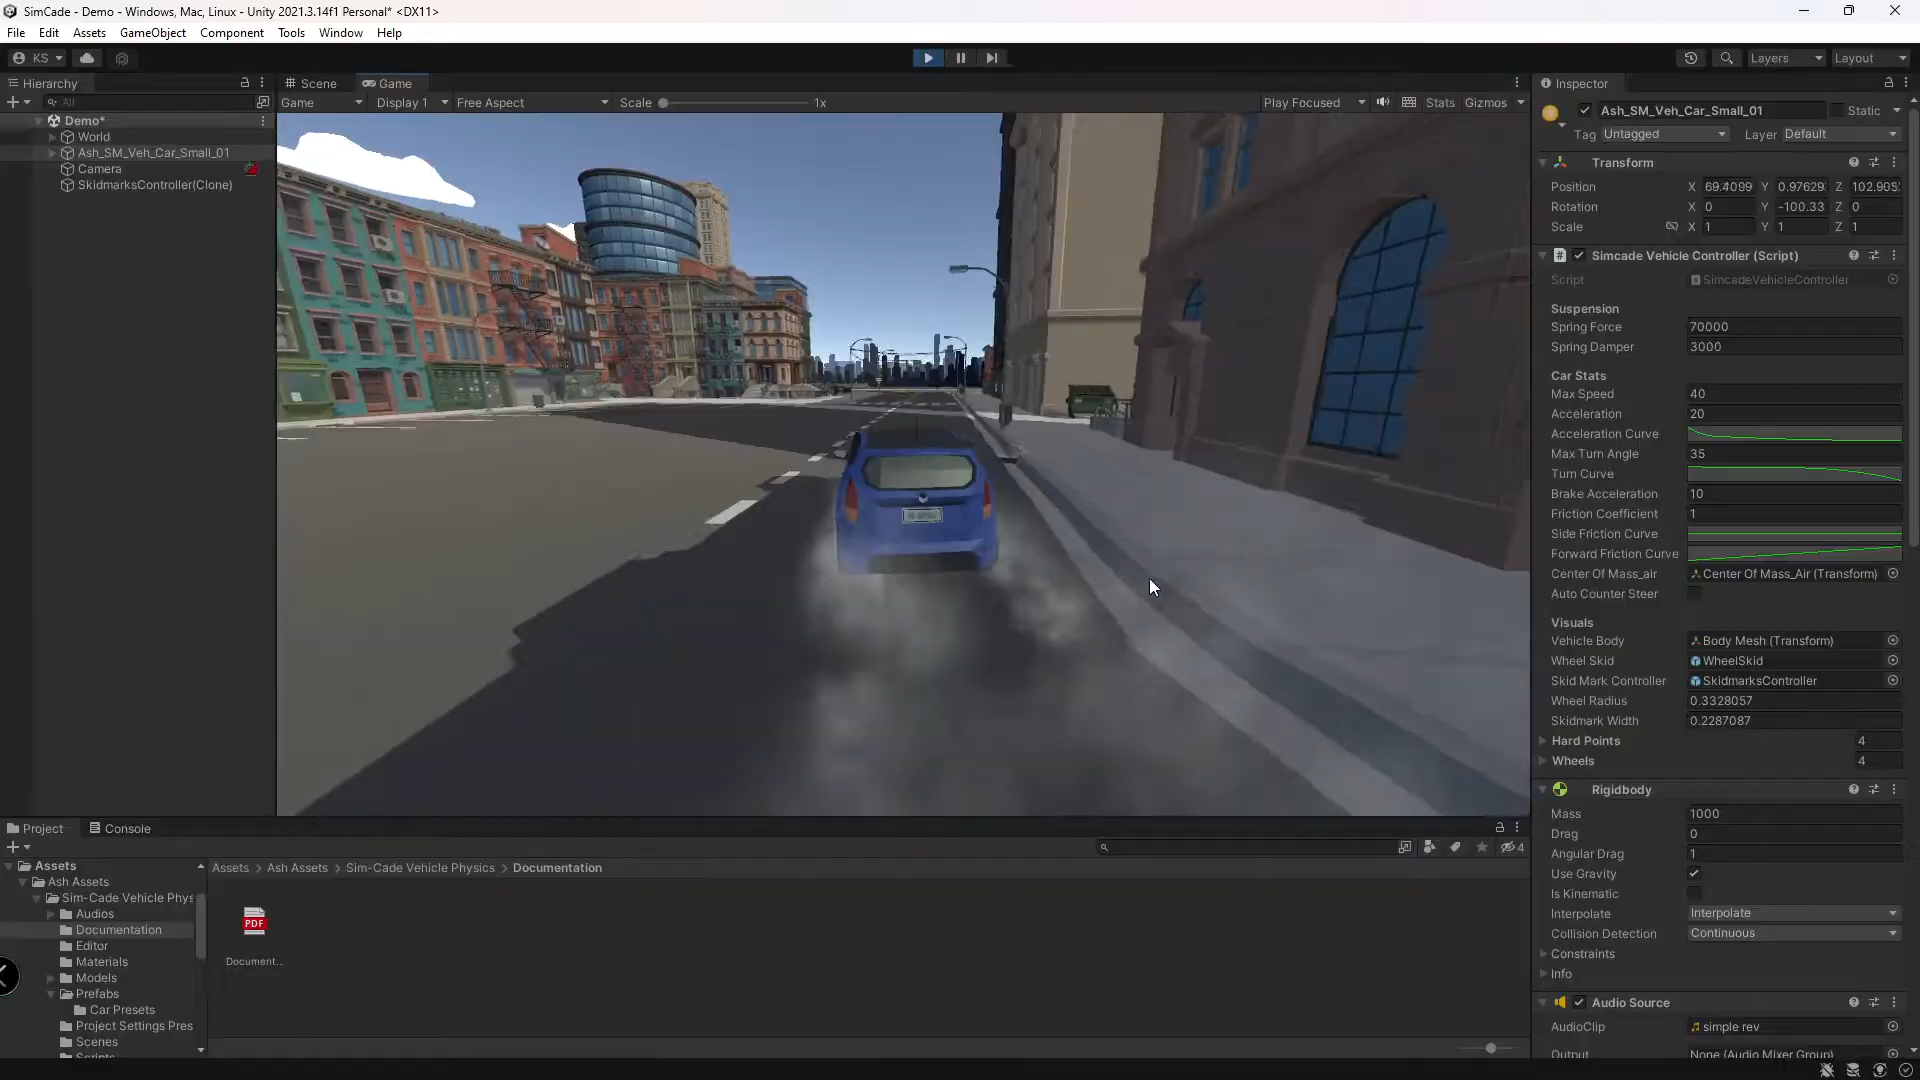 SimCade - Demo - Windows, Mac, Linux - Unity 2021.3.14f1 Personal* <DX11>
File Edit Assets GameObject Component Tools Window Help
KS Layers Layout
Hierarchy
All
Demo*
World
Ash_SM_Veh_Car_Small_01
Camera
SkidmarksController(Clone)
Scene Game
Game Display 1 Free Aspect Scale 1x Play Focused Stats Gizmos
Inspector
Ash_SM_Veh_Car_Small_01 Static
Tag Untagged Layer Default
Transform
Position X 69.4099 Y 0.97629 Z 102.905
Rotation X 0 Y -100.33 Z 0
Scale X 1 Y 1 Z 1
Simcade Vehicle Controller (Script)
Script SimcadeVehicleController
Suspension
Spring Force 70000
Spring Damper 3000
Car Stats
Max Speed 40
Acceleration 20
Acceleration Curve
Max Turn Angle 35
Turn Curve
Brake Acceleration 10
Friction Coefficient 1
Side Friction Curve
Forward Friction Curve
Center Of Mass_air Center Of Mass_Air (Transform)
Auto Counter Steer
Visuals
Vehicle Body Body Mesh (Transform)
Wheel Skid WheelSkid
Skid Mark Controller SkidmarksController
Wheel Radius 0.3328057
Skidmark Width 0.2287087
Hard Points 4
Wheels 4
Rigidbody
Mass 1000
Drag 0
Angular Drag 1
Use Gravity
Is Kinematic
Interpolate Interpolate
Collision Detection Continuous
Constraints
Info
Audio Source
AudioClip simple rev
Output None (Audio Mixer Group)
Project Console
4
Assets
Ash Assets
Sim-Cade Vehicle Phys
Audios
Documentation
Editor
Materials
Models
Prefabs
Car Presets
Project Settings Pres
Scenes
Scripts
Assets > Ash Assets > Sim-Cade Vehicle Physics > Documentation
PDF
Document...